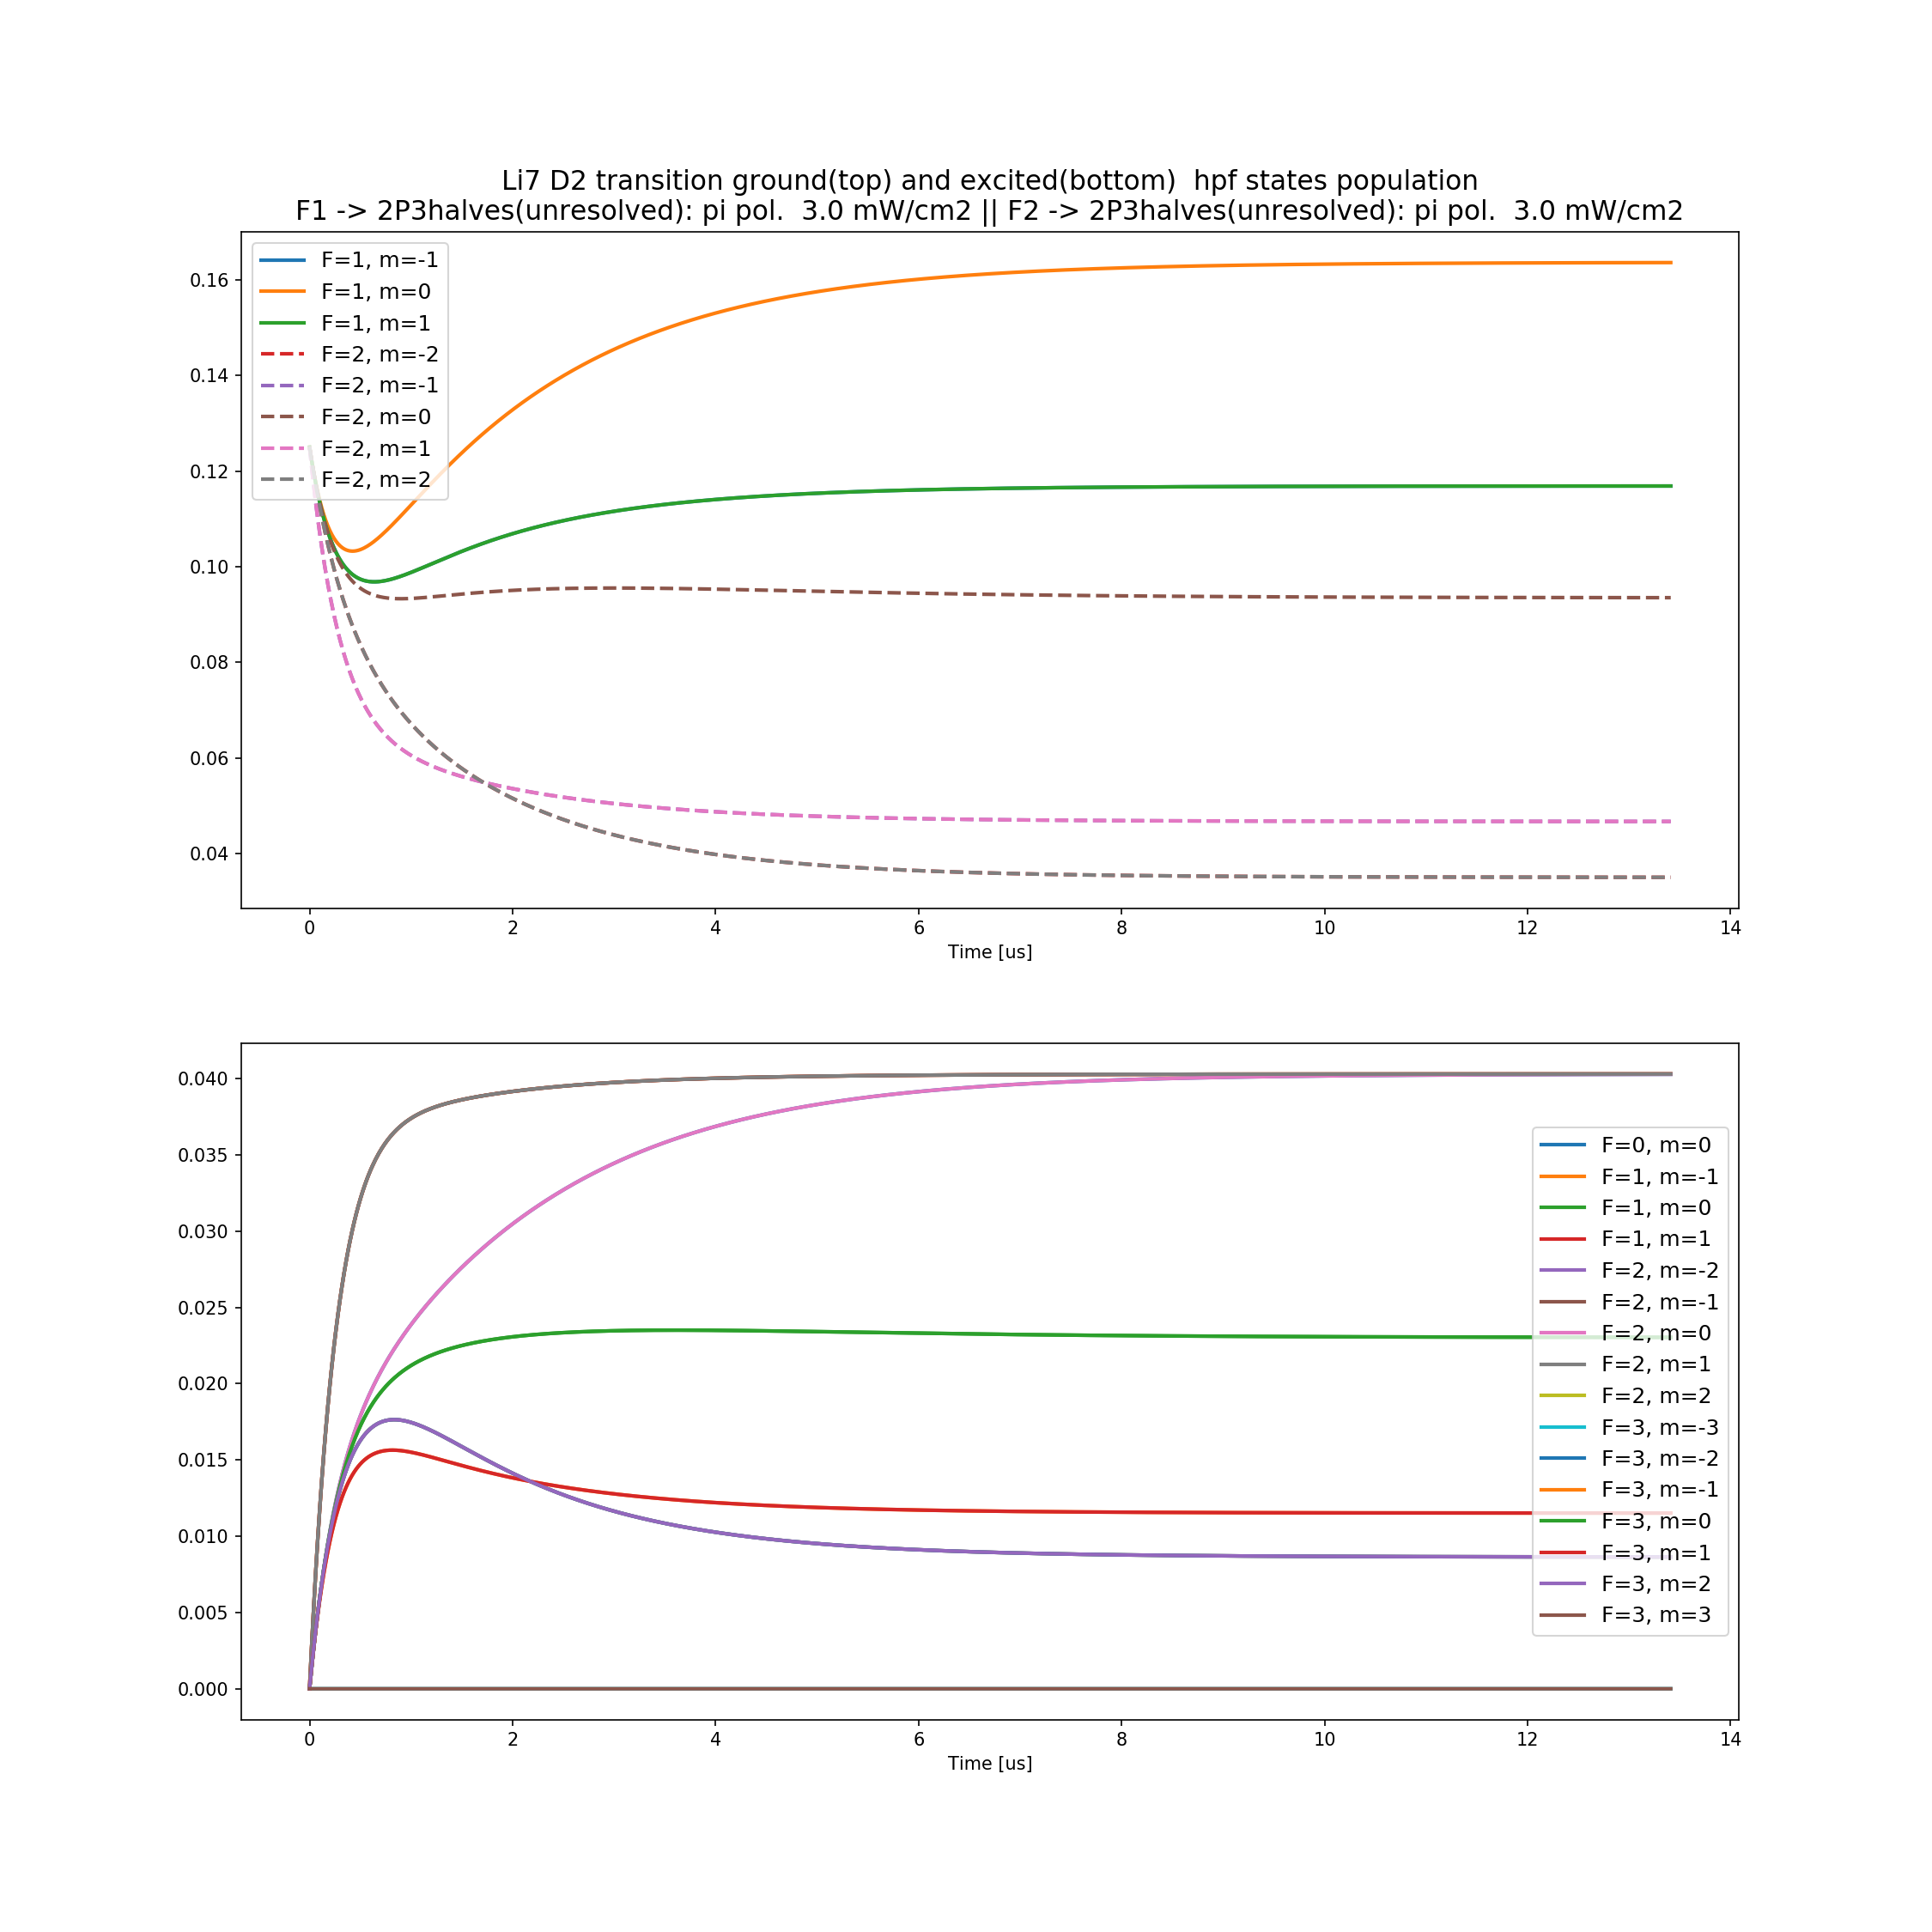 Li7 D2 transition ground(top) and excited(bottom)  hpf states population
F1 -> 2P3halves(unresolved): pi pol.  3.0 mW/cm2 || F2 -> 2P3halves(unresolved): pi pol.  3.0 mW/cm2
F=1, m=-1
F=1, m=0
F=1, m=1
F=2, m=-2
F=2, m=-1
F=2, m=0
F=2, m=1
F=2, m=2
0.16
0.14
0.12
0.10
0.08
0.06
0.04
0 2 4 6 8 10 12 14
Time [us]
0.040
0.035
0.030
0.025
0.020
0.015
0.010
0.005
0.000
F=0, m=0
F=1, m=-1
F=1, m=0
F=1, m=1
F=2, m=-2
F=2, m=-1
F=2, m=0
F=2, m=1
F=2, m=2
F=3, m=-3
F=3, m=-2
F=3, m=-1
F=3, m=0
F=3, m=1
F=3, m=2
F=3, m=3
0 2 4 6 8 10 12 14
Time [us]